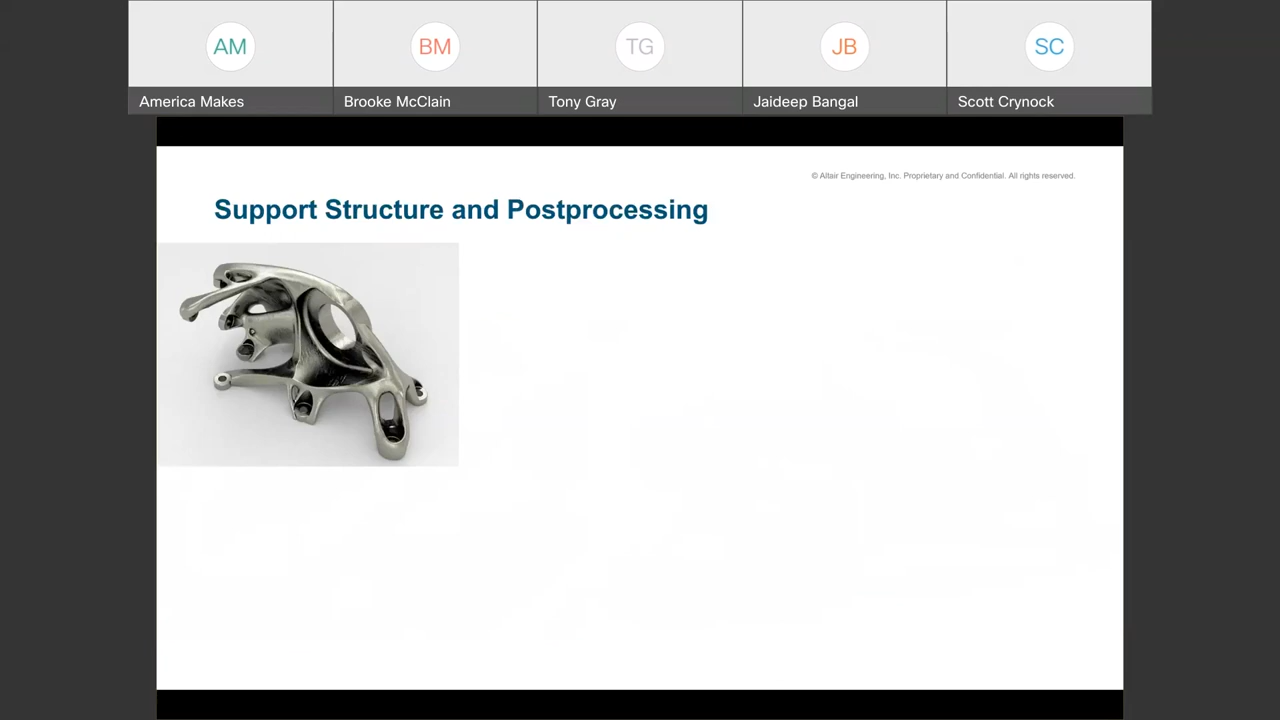 AM
BM
TG
JB
SC
America Makes
Brooke McClain
Tony Gray
Jaideep Bangal
Scott Crynock
© Altair Engineering, Inc. Proprietary and Confidential. All rights reserved.
Support Structure and Postprocessing